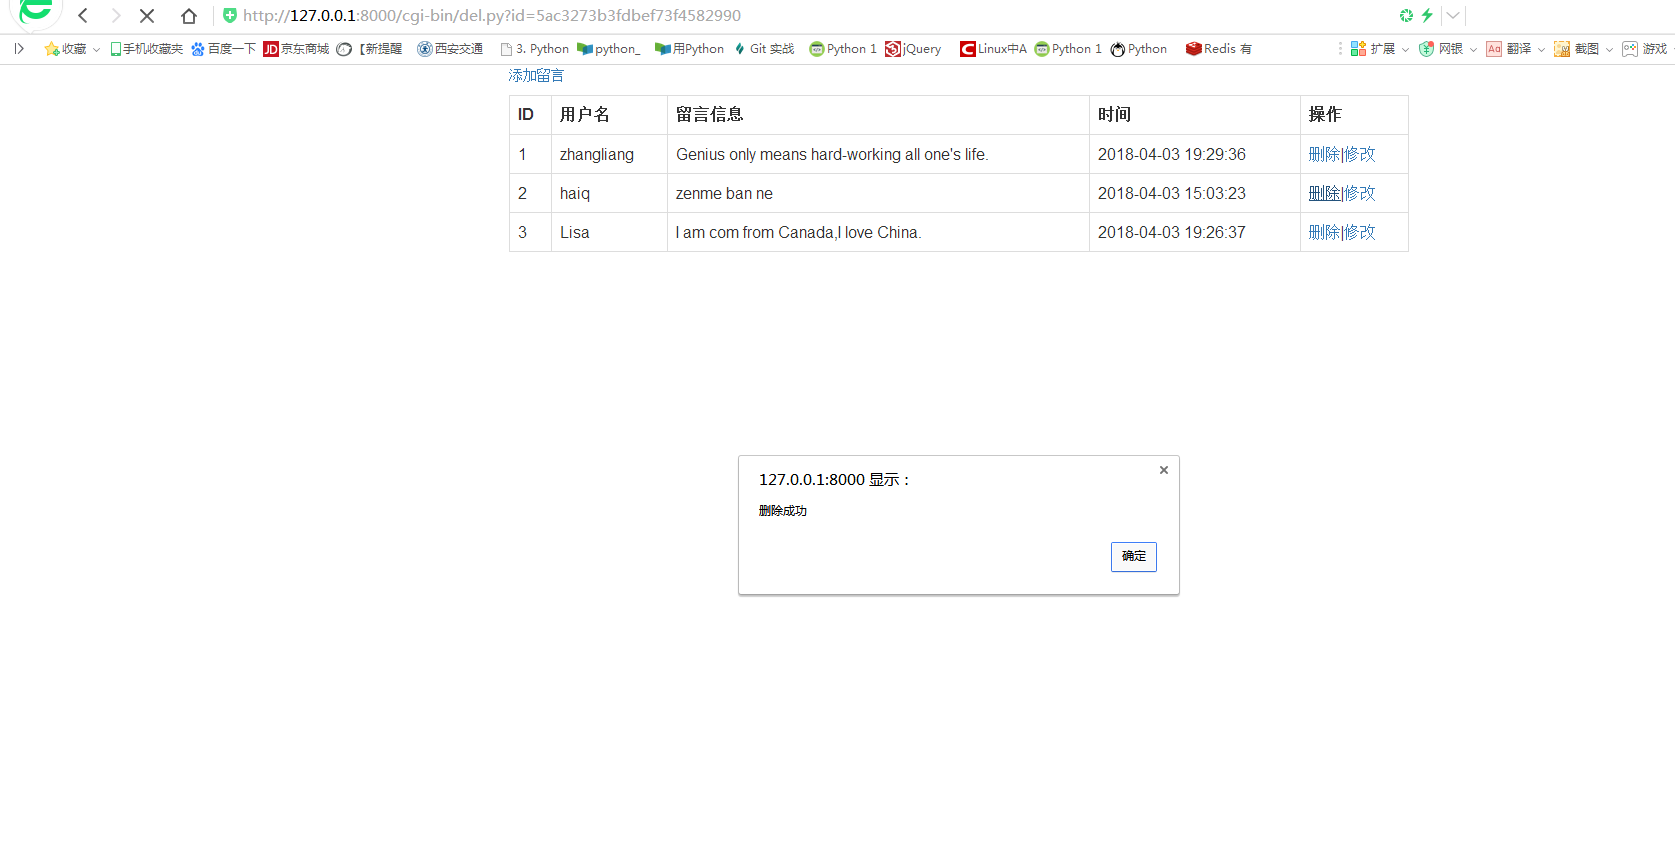 http://127.0.0.1:8000/cgi-bin/del.py?id=5ac3273b3fdbef73f4582990
收藏 手机收藏夹 百度一下 JD 京东商城 【新提醒 西安交通 3. Python python_ 用Python Git 实战 Python 1 jQuery Linux中A Python 1 Python Redis 有 扩展 网银 Aa 翻译 截图 游戏
添加留言
ID 用户名 留言信息 时间 操作
1 zhangliang Genius only means hard-working all one's life. 2018-04-03 19:29:36 删除|修改
2 haiq zenme ban ne 2018-04-03 15:03:23 删除|修改
3 Lisa I am com from Canada,I love China. 2018-04-03 19:26:37 删除|修改
127.0.0.1:8000 显示：
删除成功
确定